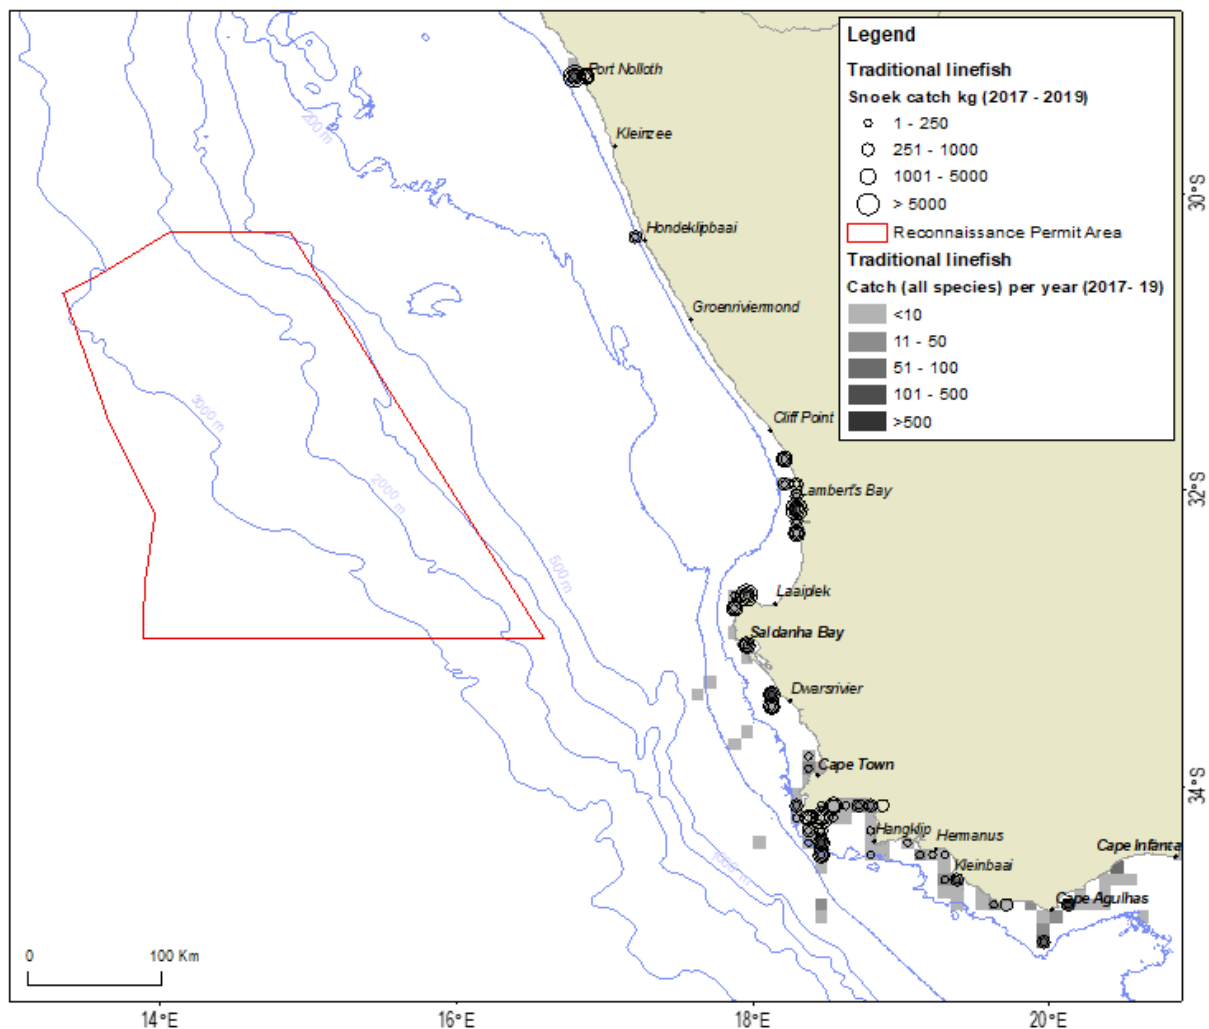 Legend
Traditional linefish
Snoek catch kg (2017 - 2019)
1 - 250
251 - 1000
1001 - 5000
> 5000
Reconnaissance Permit Area
Traditional linefish
Catch (all species) per year (2017- 19)
<10
11 - 50
51 - 100
101 - 500
>500
Port Nolloth
200 m
Kleinzee
30°S
Hondeklipbaai
Groenriviermond
3000 m
Cliff Point
2000 m
Lambert's Bay
32°S
500 m
Laaiplek
Saldanha Bay
Dwarsrivier
Cape Town
34°S
Hangklip
Hermanus
Cape Infanta
Kleinbaai
Cape Agulhas
0 100 Km
14°E 16°E 18°E 20°E